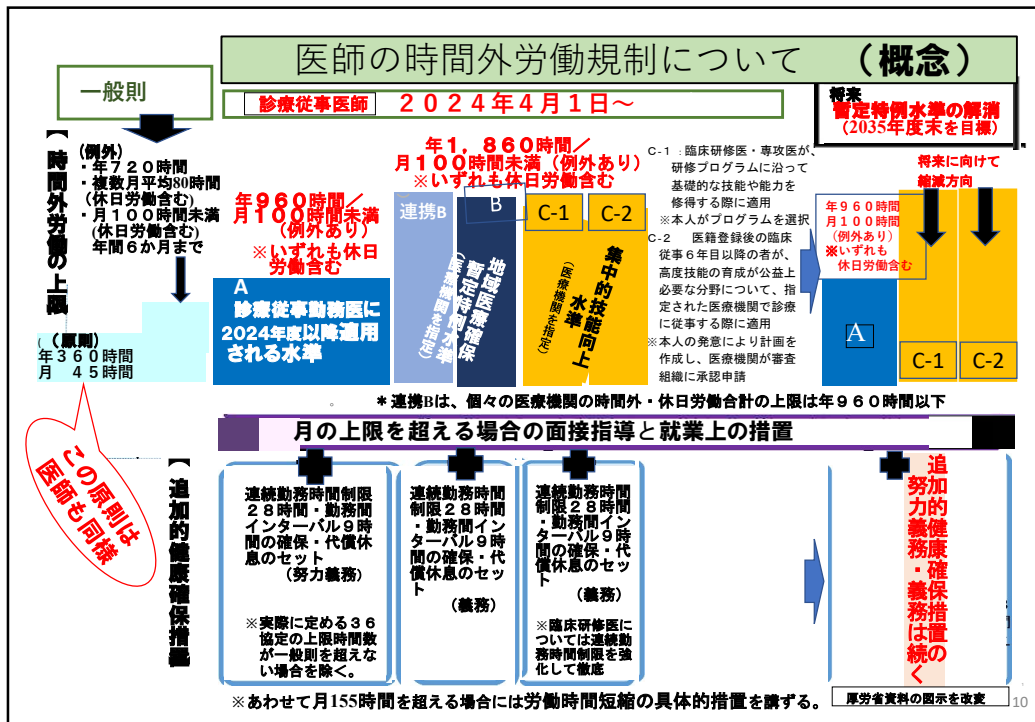 医師の時間外労働規制について （概念）
一般則
診療従事医師 ２０２４年４月１日～
将来
暫定特例水準の解消
(2035年度末を目標)
【時間外労働の上限】
(例外)
・年７２０時間
・複数月平均80時間
(休日労働含む)
・月１００時間未満
(休日労働含む)
年間６か月まで
（原則）
年３６０時間
月 45時間
この原則は
医師も同様
年９６０時間／
月１００時間未満
（例外あり）
※いずれも休日
労働含む
A
診療従事勤務医に
2024年度以降適用
される水準
年１，８６０時間／
月１００時間未満（例外あり）
※いずれも休日労働含む
連携B
B
地域医療確保
暫定特例水準
（医療機関を指定）
C-1
C-2
集中的技能向上
水準
（医療機関を指定）
C-1 ：臨床研修医・専攻医が、
研修プログラムに沿って
基礎的な技能や能力を
修得する際に適用
※本人がプログラムを選択
C-2 医籍登録後の臨床
従事６年目以降の者が、
高度技能の育成が公益上
必要な分野について、指
定された医療機関で診療
に従事する際に適用
※本人の発意により計画を
作成し、医療機関が審査
組織に承認申請
将来に向けて
縮減方向
年９６０時間
月１００時間
（例外あり）
※いずれも
休日労働含む
A
C-1
C-2
＊連携Bは、個々の医療機関の時間外・休日労働合計の上限は年９６０時間以下
月の上限を超える場合の面接指導と就業上の措置
【追加的健康確保措置】
連続勤務時間制限
２８時間・勤務間
インターバル９時
間の確保・代償休
息のセット
（努力義務）
※実際に定める３６
協定の上限時間数
が一般則を超えな
い場合を除く。
連続勤務時間
制限２８時間
・勤務間イン
ターバル９時
間の確保・代
償休息のセッ
ト
（義務）
連続勤務時間
制限２８時間
・勤務間イン
ターバル９時
間の確保・代
償休息のセッ
ト
（義務）
※臨床研修医に
ついては連続勤
務時間制限を強
化して徹底
追加的健康確保措置の
努力義務・義務は続く
※あわせて月155時間を超える場合には労働時間短縮の具体的措置を講ずる。
厚労省資料の図示を改変
10